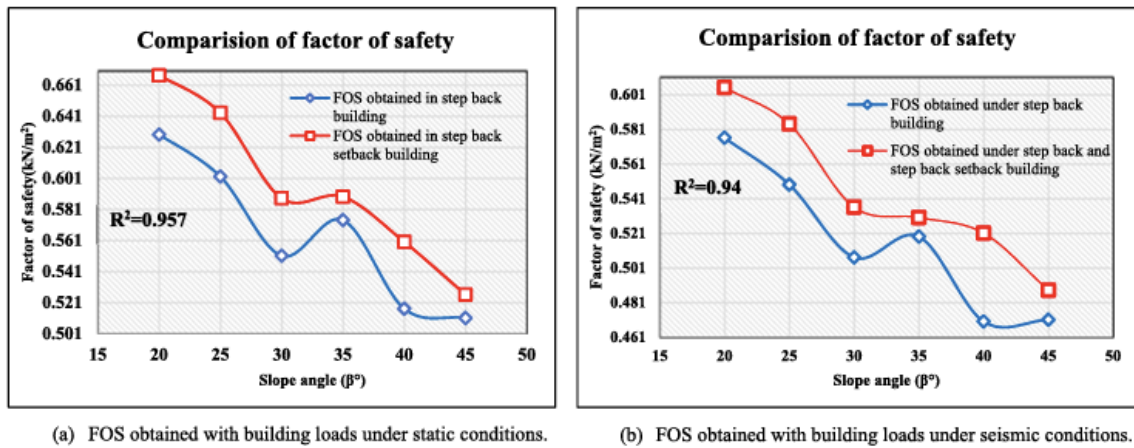 Comparision of factor of safety
Factor of safety(kN/m²)
0.661
0.641
0.621
0.601
0.581
0.561
0.541
0.521
0.501
FOS obtained in step back
building
FOS obtained in step back
setback building
R²=0.957
15 20 25 30 35 40 45 50
Slope angle (β°)
(a) FOS obtained with building loads under static conditions.
Comparision of factor of safety
Factor of safety (kN/m²)
0.601
0.581
0.561
0.541
0.521
0.501
0.481
0.461
FOS obtained under step back
building
FOS obtained under step back and
step back setback building
R²=0.94
15 20 25 30 35 40 45 50
Slope angle (β°)
(b) FOS obtained with building loads under seismic conditions.